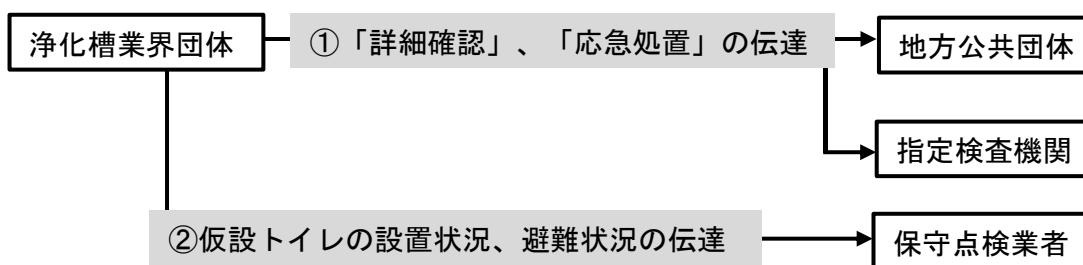 浄化槽業界団体
①「詳細確認」、「応急処置」の伝達
地方公共団体
指定検査機関
②仮設トイレの設置状況、避難状況の伝達
保守点検業者